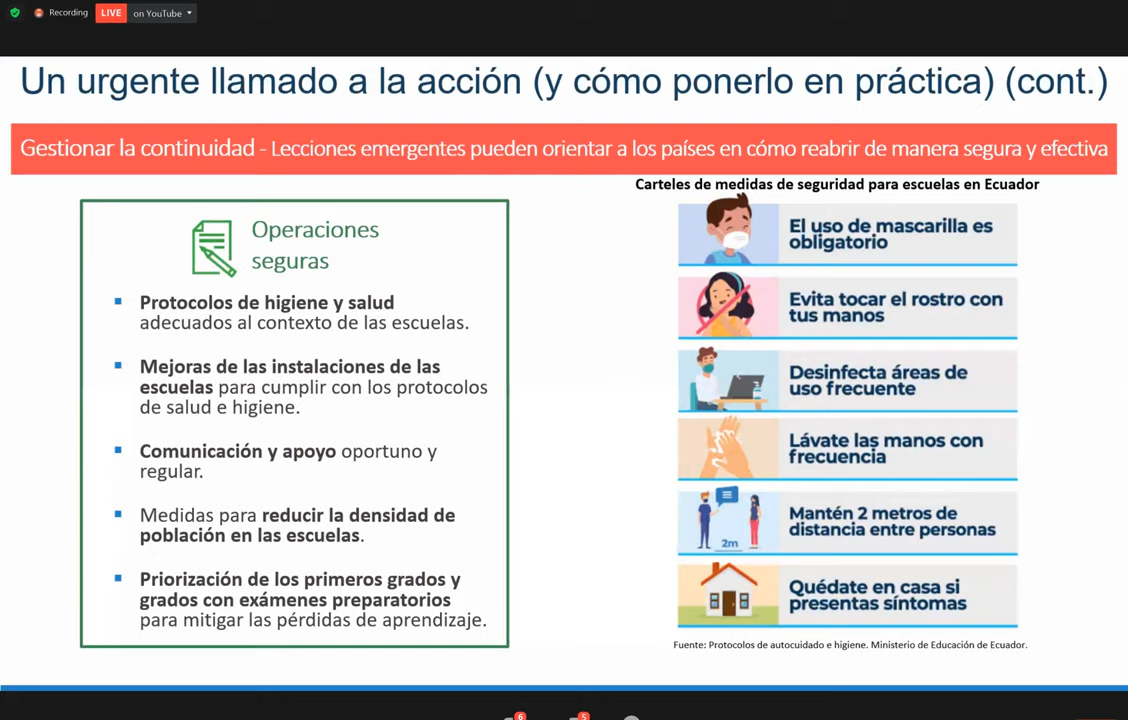 Recording
LIVE
on YouTube
Un urgente llamado a la acción (y cómo ponerlo en práctica) (cont.)
Gestionar la continuidad - Lecciones emergentes pueden orientar a los países en cómo reabrir de manera segura y efectiva
Operaciones
seguras
Protocolos de higiene y salud
adecuados al contexto de las escuelas.
Mejoras de las instalaciones de las
escuelas para cumplir con los protocolos
de salud e higiene.
Comunicación y apoyo oportuno y
regular.
Medidas para reducir la densidad de
población en las escuelas.
Priorización de los primeros grados y
grados con exámenes preparatorios
para mitigar las pérdidas de aprendizaje.
Carteles de medidas de seguridad para escuelas en Ecuador
El uso de mascarilla es
obligatorio
Evita tocar el rostro con
tus manos
Desinfecta áreas de
uso frecuente
Lávate las manos con
frecuencia
2m
Mantén 2 metros de
distancia entre personas
Quédate en casa si
presentas síntomas
Fuente: Protocolos de autocuidado e higiene. Ministerio de Educación de Ecuador.
6
5